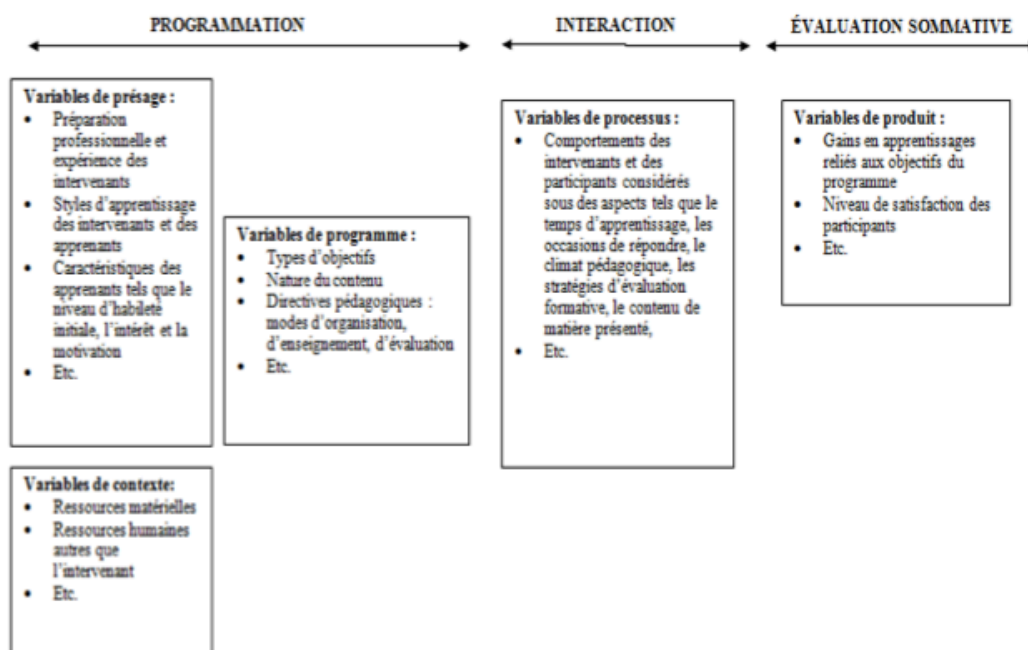 PROGRAMMATION
INTERACTION
ÉVALUATION SOMMATIVE
Variables de présage :
• Préparation
professionnelle et
expérience des
intervenants
• Styles d'apprentissage
des intervenants et des
apprenants
• Caractéristiques des
apprenants tels que le
niveau d'habileté
initiale, l'intérêt et la
motivation
• Etc.
Variables de contexte:
• Ressources matérielles
• Ressources humaines
autres que
l'intervenant
• Etc.
Variables de programme :
• Types d'objectifs
• Nature du contenu
• Directives pédagogiques :
modes d'organisation,
d'enseignement, d'évaluation
• Etc.
Variables de processus :
• Comportements des
intervenants et des
participants considérés
sous des aspects tels que le
temps d'apprentissage, les
occasions de répondre, le
climat pédagogique, les
stratégies d'évaluation
formative, le contenu de
matière présenté,
• Etc.
Variables de produit :
• Gains en apprentissages
reliés aux objectifs du
programme
• Niveau de satisfaction des
participants
• Etc.